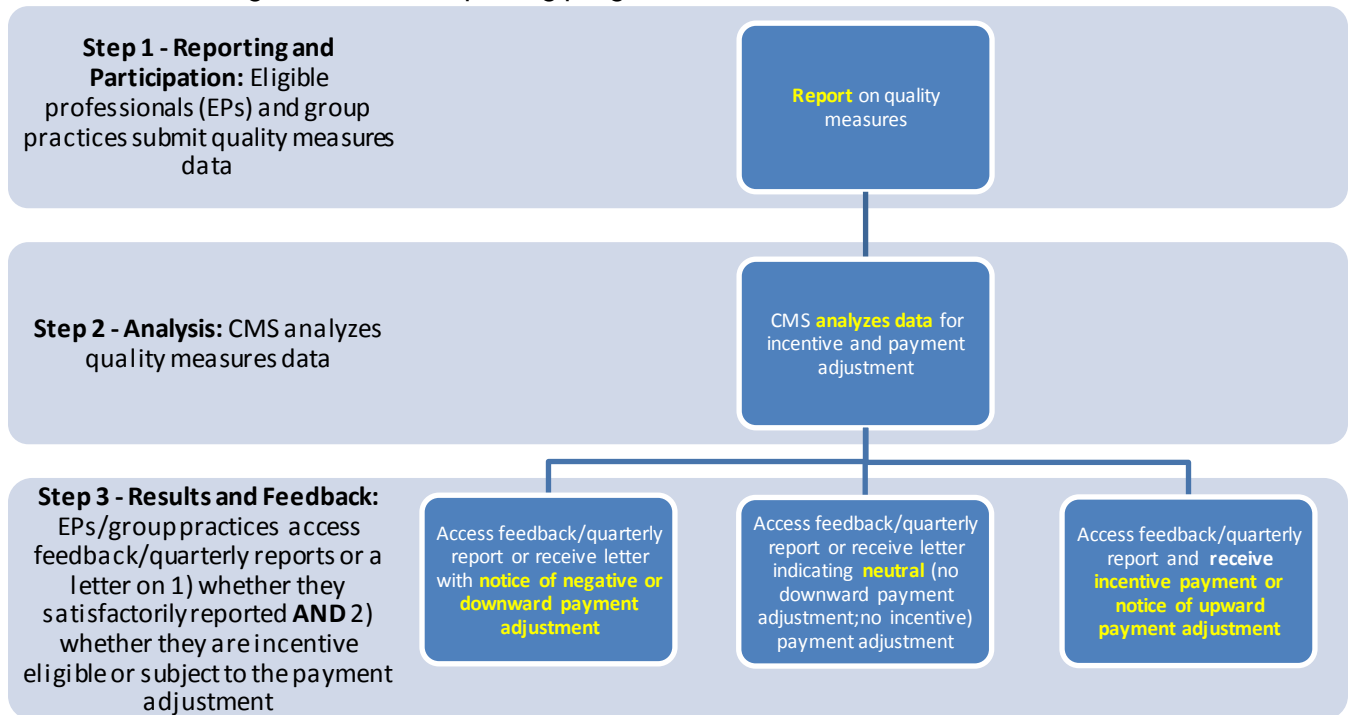 Step 1 - Reporting and
Participation: Eligible
professionals (EPs) and group
practices submit quality measures
data
Report on quality
measures
Step 2 - Analysis: CMS analyzes
quality measures data
CMS analyzes data for
incentive and payment
adjustment
Step 3 - Results and Feedback:
EPs/group practices access
feedback/quarterly reports or a
letter on 1) whether they
satisfactorily reported AND 2)
whether they are incentive
eligible or subject to the payment
adjustment
Access feedback/quarterly
report or receive letter
with notice of negative or
downward payment
adjustment
Access feedback/quarterly
report or receive letter
indicating neutral (no
downward payment
adjustment;no incentive)
payment adjustment
Access feedback/quarterly
report and receive
incentive payment or
notice of upward
payment adjustment